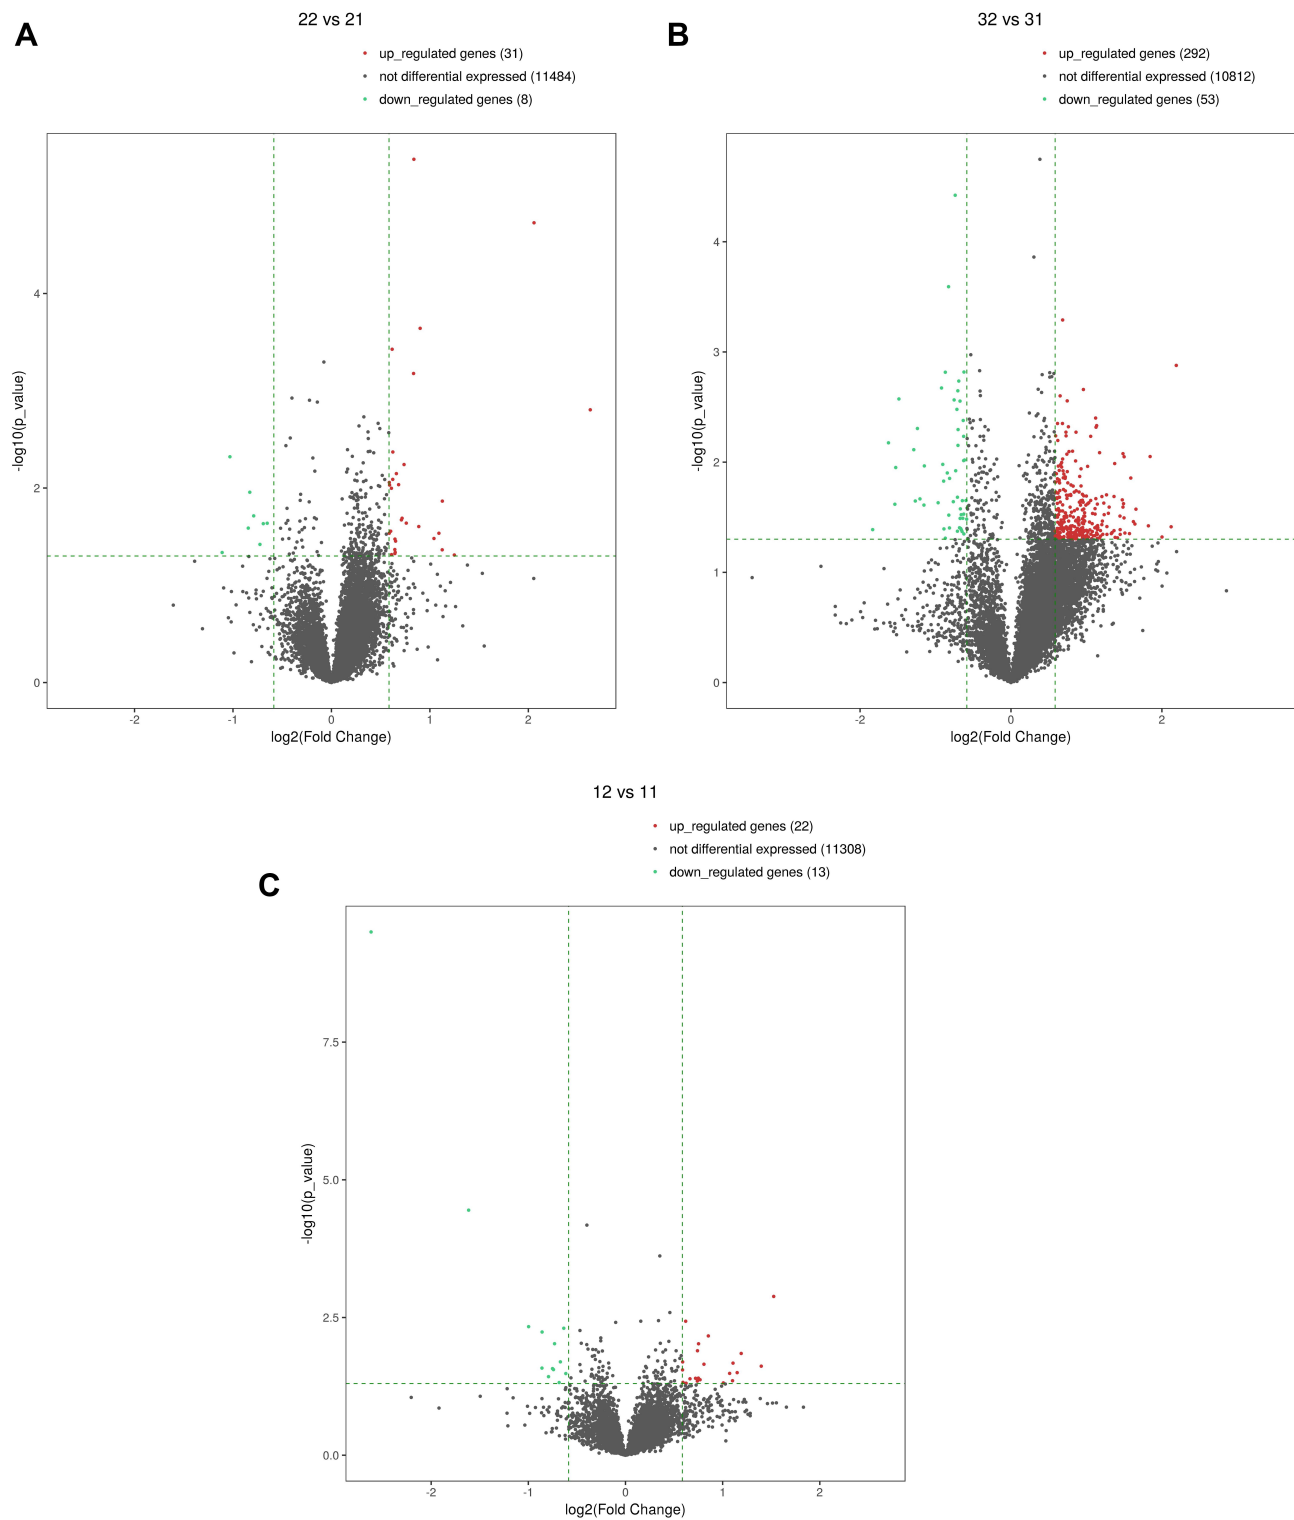 A
22 vs 21
up_regulated genes (31)
not differential expressed (11484)
down_regulated genes (8)
-log10(p_value)
4
2
0
-2
-1
0
1
2
log2(Fold Change)
B
32 vs 31
up_regulated genes (292)
not differential expressed (10812)
down_regulated genes (53)
-log10(p_value)
4
3
2
1
0
-2
0
2
log2(Fold Change)
C
12 vs 11
up_regulated genes (22)
not differential expressed (11308)
down_regulated genes (13)
-log10(p_value)
7.5
5.0
2.5
0.0
-2
-1
0
1
2
log2(Fold Change)